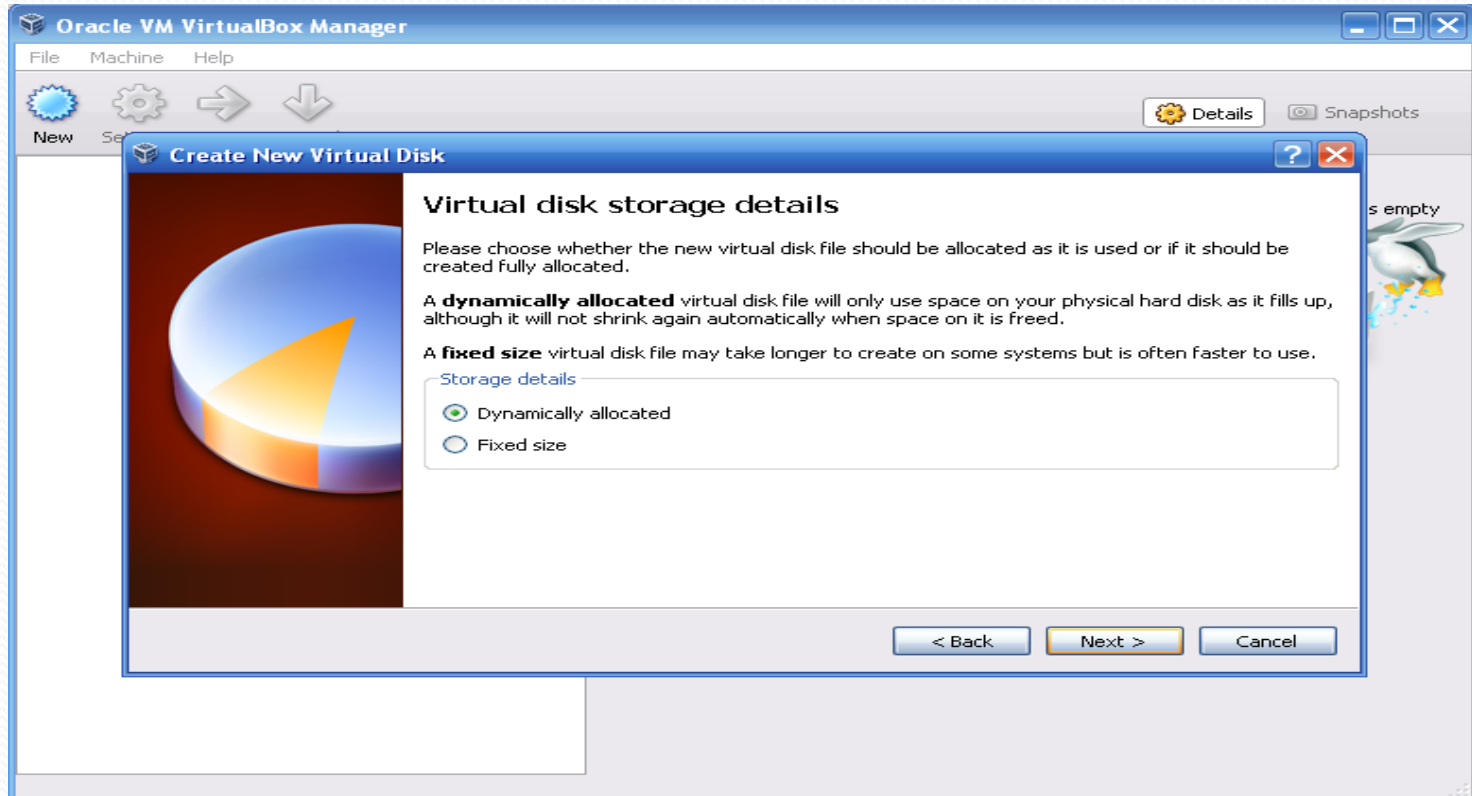 Oracle VM VirtualBox Manager
File Machine Help
Details Snapshots
New
Create New Virtual Disk
Virtual disk storage details
s empty
Please choose whether the new virtual disk file should be allocated as it is used or if it should be
created fully allocated.
A dynamically allocated virtual disk file will only use space on your physical hard disk as it fills up,
although it will not shrink again automatically when space on it is freed.
A fixed size virtual disk file may take longer to create on some systems but is often faster to use.
Storage details
Dynamically allocated
Fixed size
< Back Next > Cancel